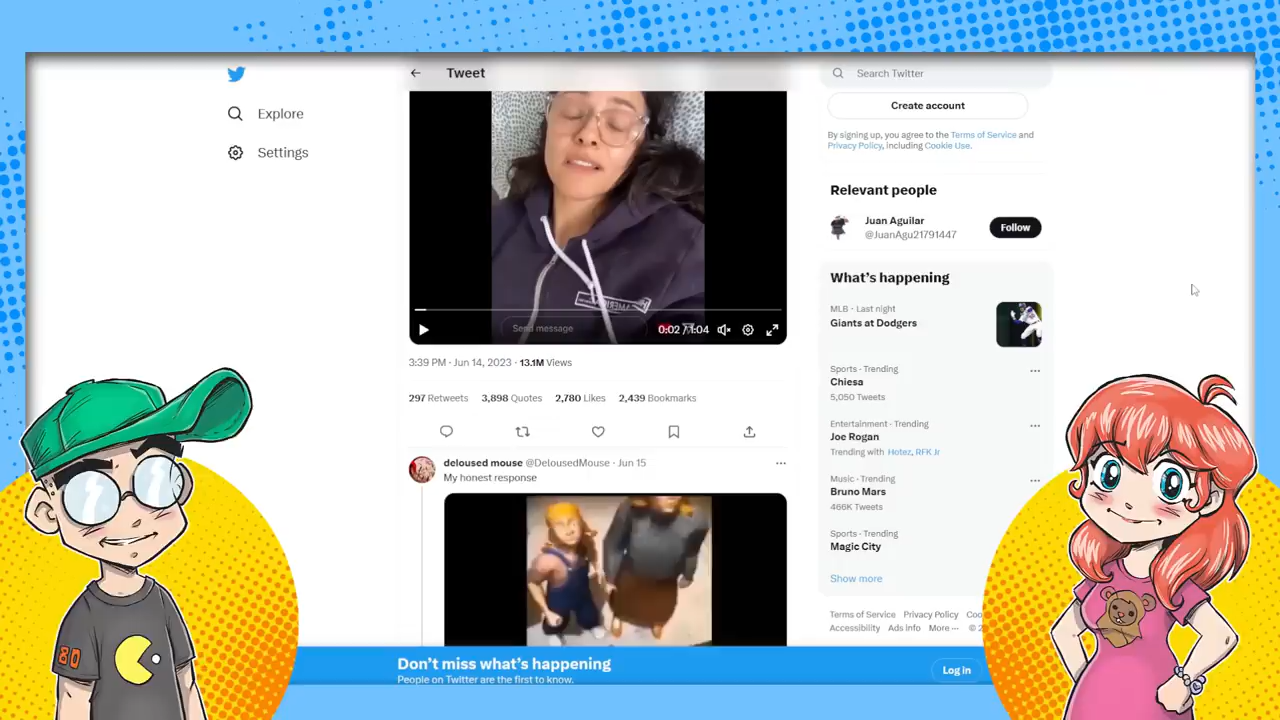 Tweet
Search Twitter
Explore
Settings
Create account
By signing up, you agree to the Terms of Service and
Privacy Policy, including Cookie Use.
Relevant people
Juan Aguilar
@JuanAgu21791447
Follow
What's happening
MLB · Last night
Giants at Dodgers
Sports · Trending
Chiesa
5,050 Tweets
Entertainment · Trending
Joe Rogan
Trending with Hotez, RFK Jr
Music · Trending
Bruno Mars
466K Tweets
Sports · Trending
Magic City
Show more
Terms of Service Privacy Policy Coo
Accessibility Ads info More ··· © 2
Send message
0:02 / 1:04
3:39 PM · Jun 14, 2023 · 13.1M Views
297 Retweets 3,898 Quotes 2,780 Likes 2,439 Bookmarks
deloused mouse @DelousedMouse · Jun 15
My honest response
80
Don't miss what's happening
People on Twitter are the first to know.
Log in